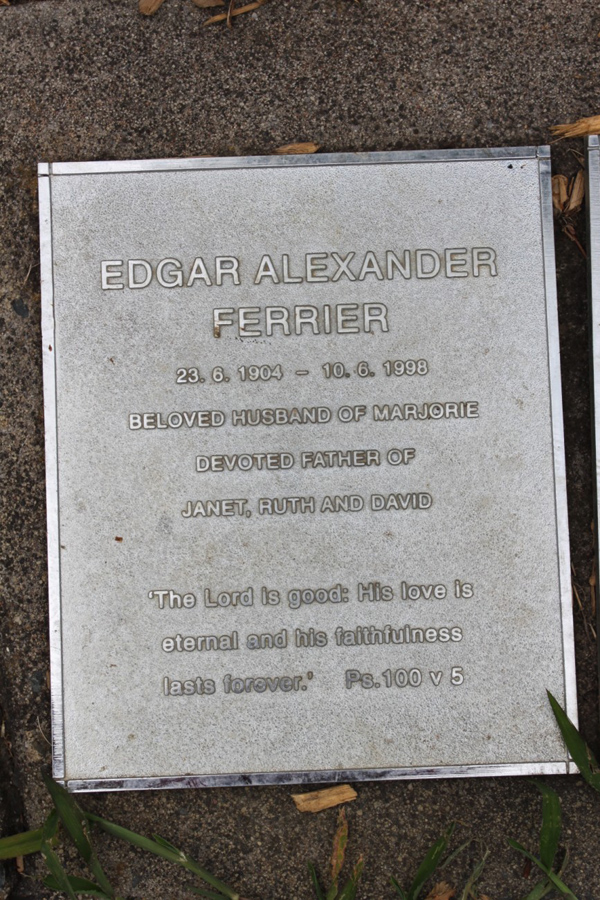 EDGAR ALEXANDER
FERRIER
23. 6. 1904 – 10. 6. 1998
BELOVED HUSBAND OF MARJORIE
DEVOTED FATHER OF
JANET, RUTH AND DAVID
'The Lord is good: His love is
eternal and his faithfulness
lasts forever.' Ps.100 v 5